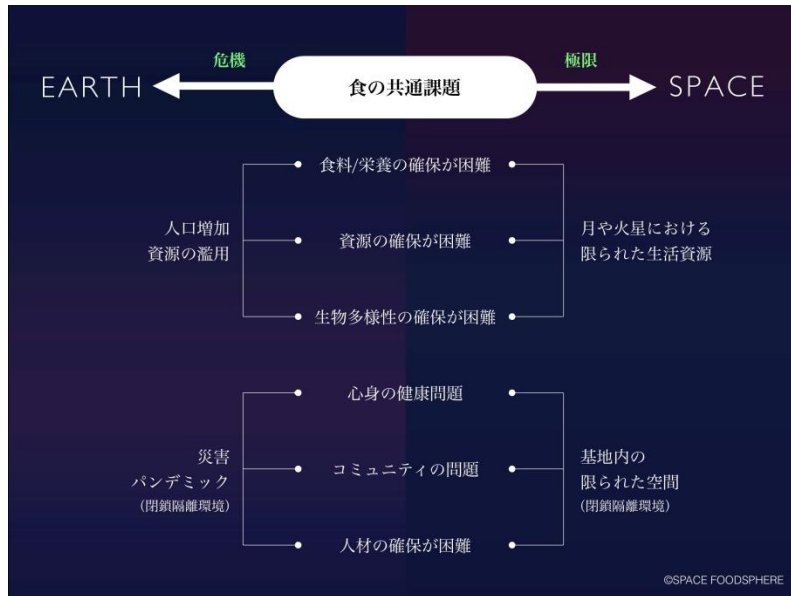 危機
極限
EARTH
食の共通課題
SPACE
食料/栄養の確保が困難
人口増加
資源の濫用
資源の確保が困難
月や火星における
限られた生活資源
生物多様性の確保が困難
心身の健康問題
災害
パンデミック
(閉鎖隔離環境)
コミュニティの問題
基地内の
限られた空間
(閉鎖隔離環境)
人材の確保が困難
©SPACE FOODSPHERE